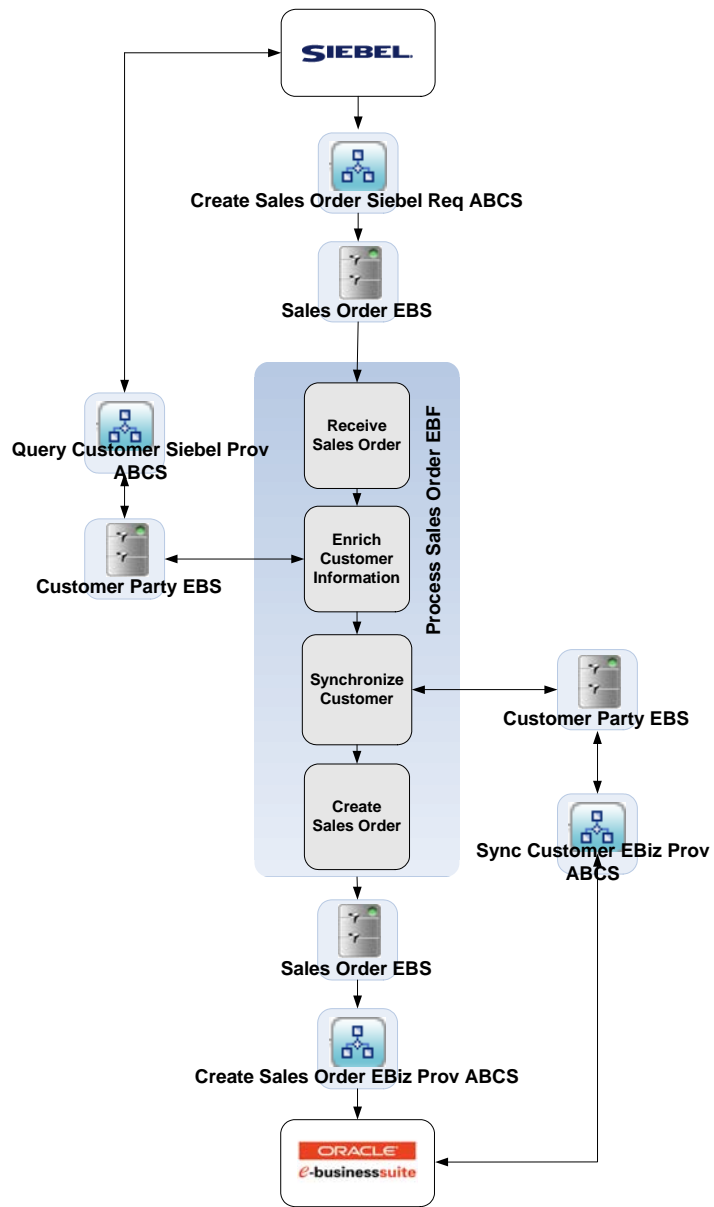 SIEBEL.
Create Sales Order Siebel Req ABCS
Sales Order EBS
Process Sales Order EBF
Receive
Sales Order
Query Customer Siebel Prov
ABCS
Enrich
Customer
Information
Customer Party EBS
Synchronize
Customer
Customer Party EBS
Create
Sales Order
Sync Customer EBiz Prov
ABCS
Sales Order EBS
Create Sales Order EBiz Prov ABCS
ORACLE
e-businesssuite